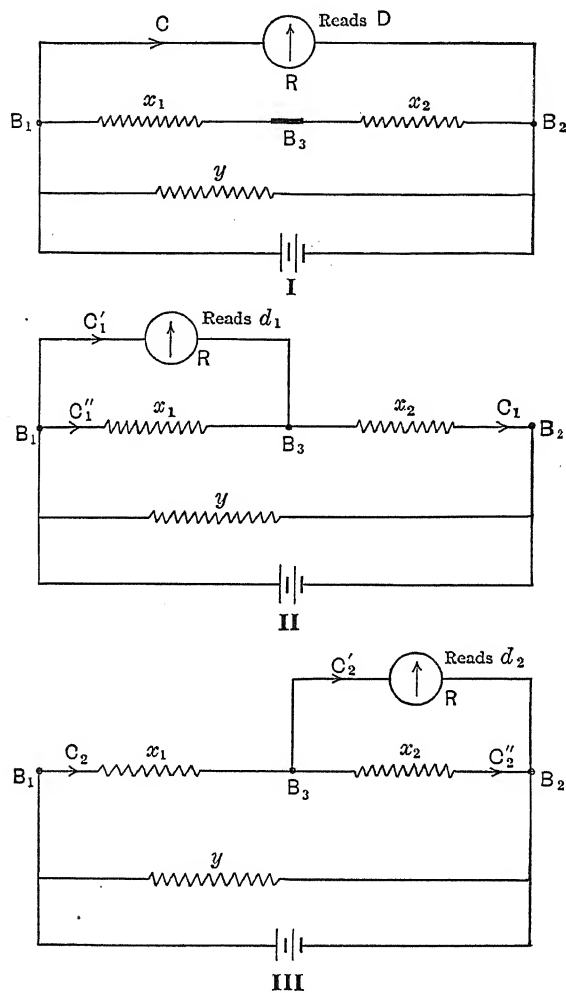 C Reads D
R
x₁ x₂
B₁ B₃ B₂
y
I
C₁′ Reads d₁
R
C₁″ x₁ x₂ C₁
B₁ B₃ B₂
y
II
C₂′ Reads d₂
R
C₂ x₁ x₂ C₂″
B₁ B₃ B₂
y
III